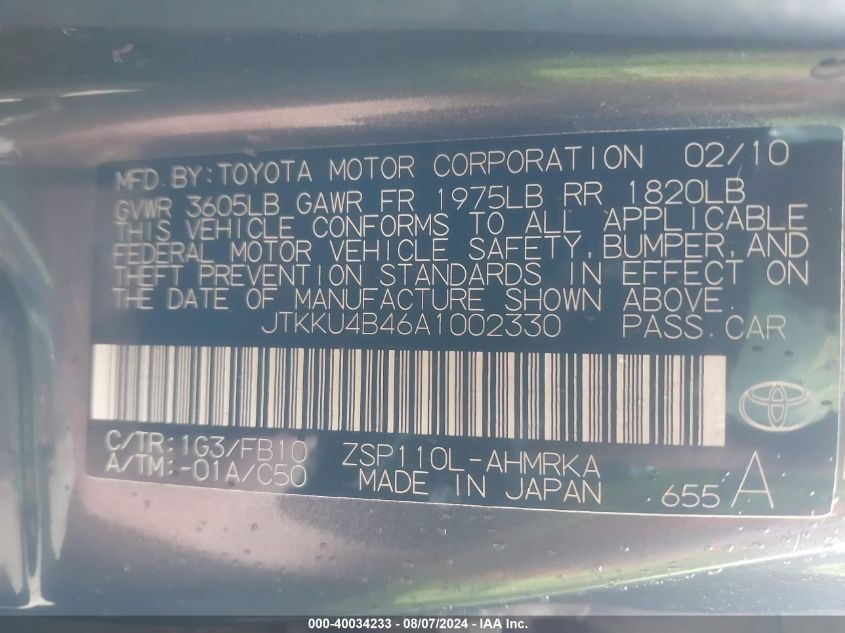 MFD. BY: TOYOTA MOTOR CORPORATION 02/10
GVWR 3605LB GAWR FR 1975LB RR 1820LB
THIS VEHICLE CONFORMS TO ALL APPLICABLE
FEDERAL MOTOR VEHICLE SAFETY, BUMPER, AND
THEFT PREVENTION STANDARDS IN EFFECT ON
THE DATE OF MANUFACTURE SHOWN ABOVE.
JTKKU4B46A1002330 PASS. CAR
C/TR: 1G3/FB10 ZSP110L-AHMRKA
A/TM: -01A/C50 MADE IN JAPAN 655 A
000-40034233 - 08/07/2024 - IAA Inc.